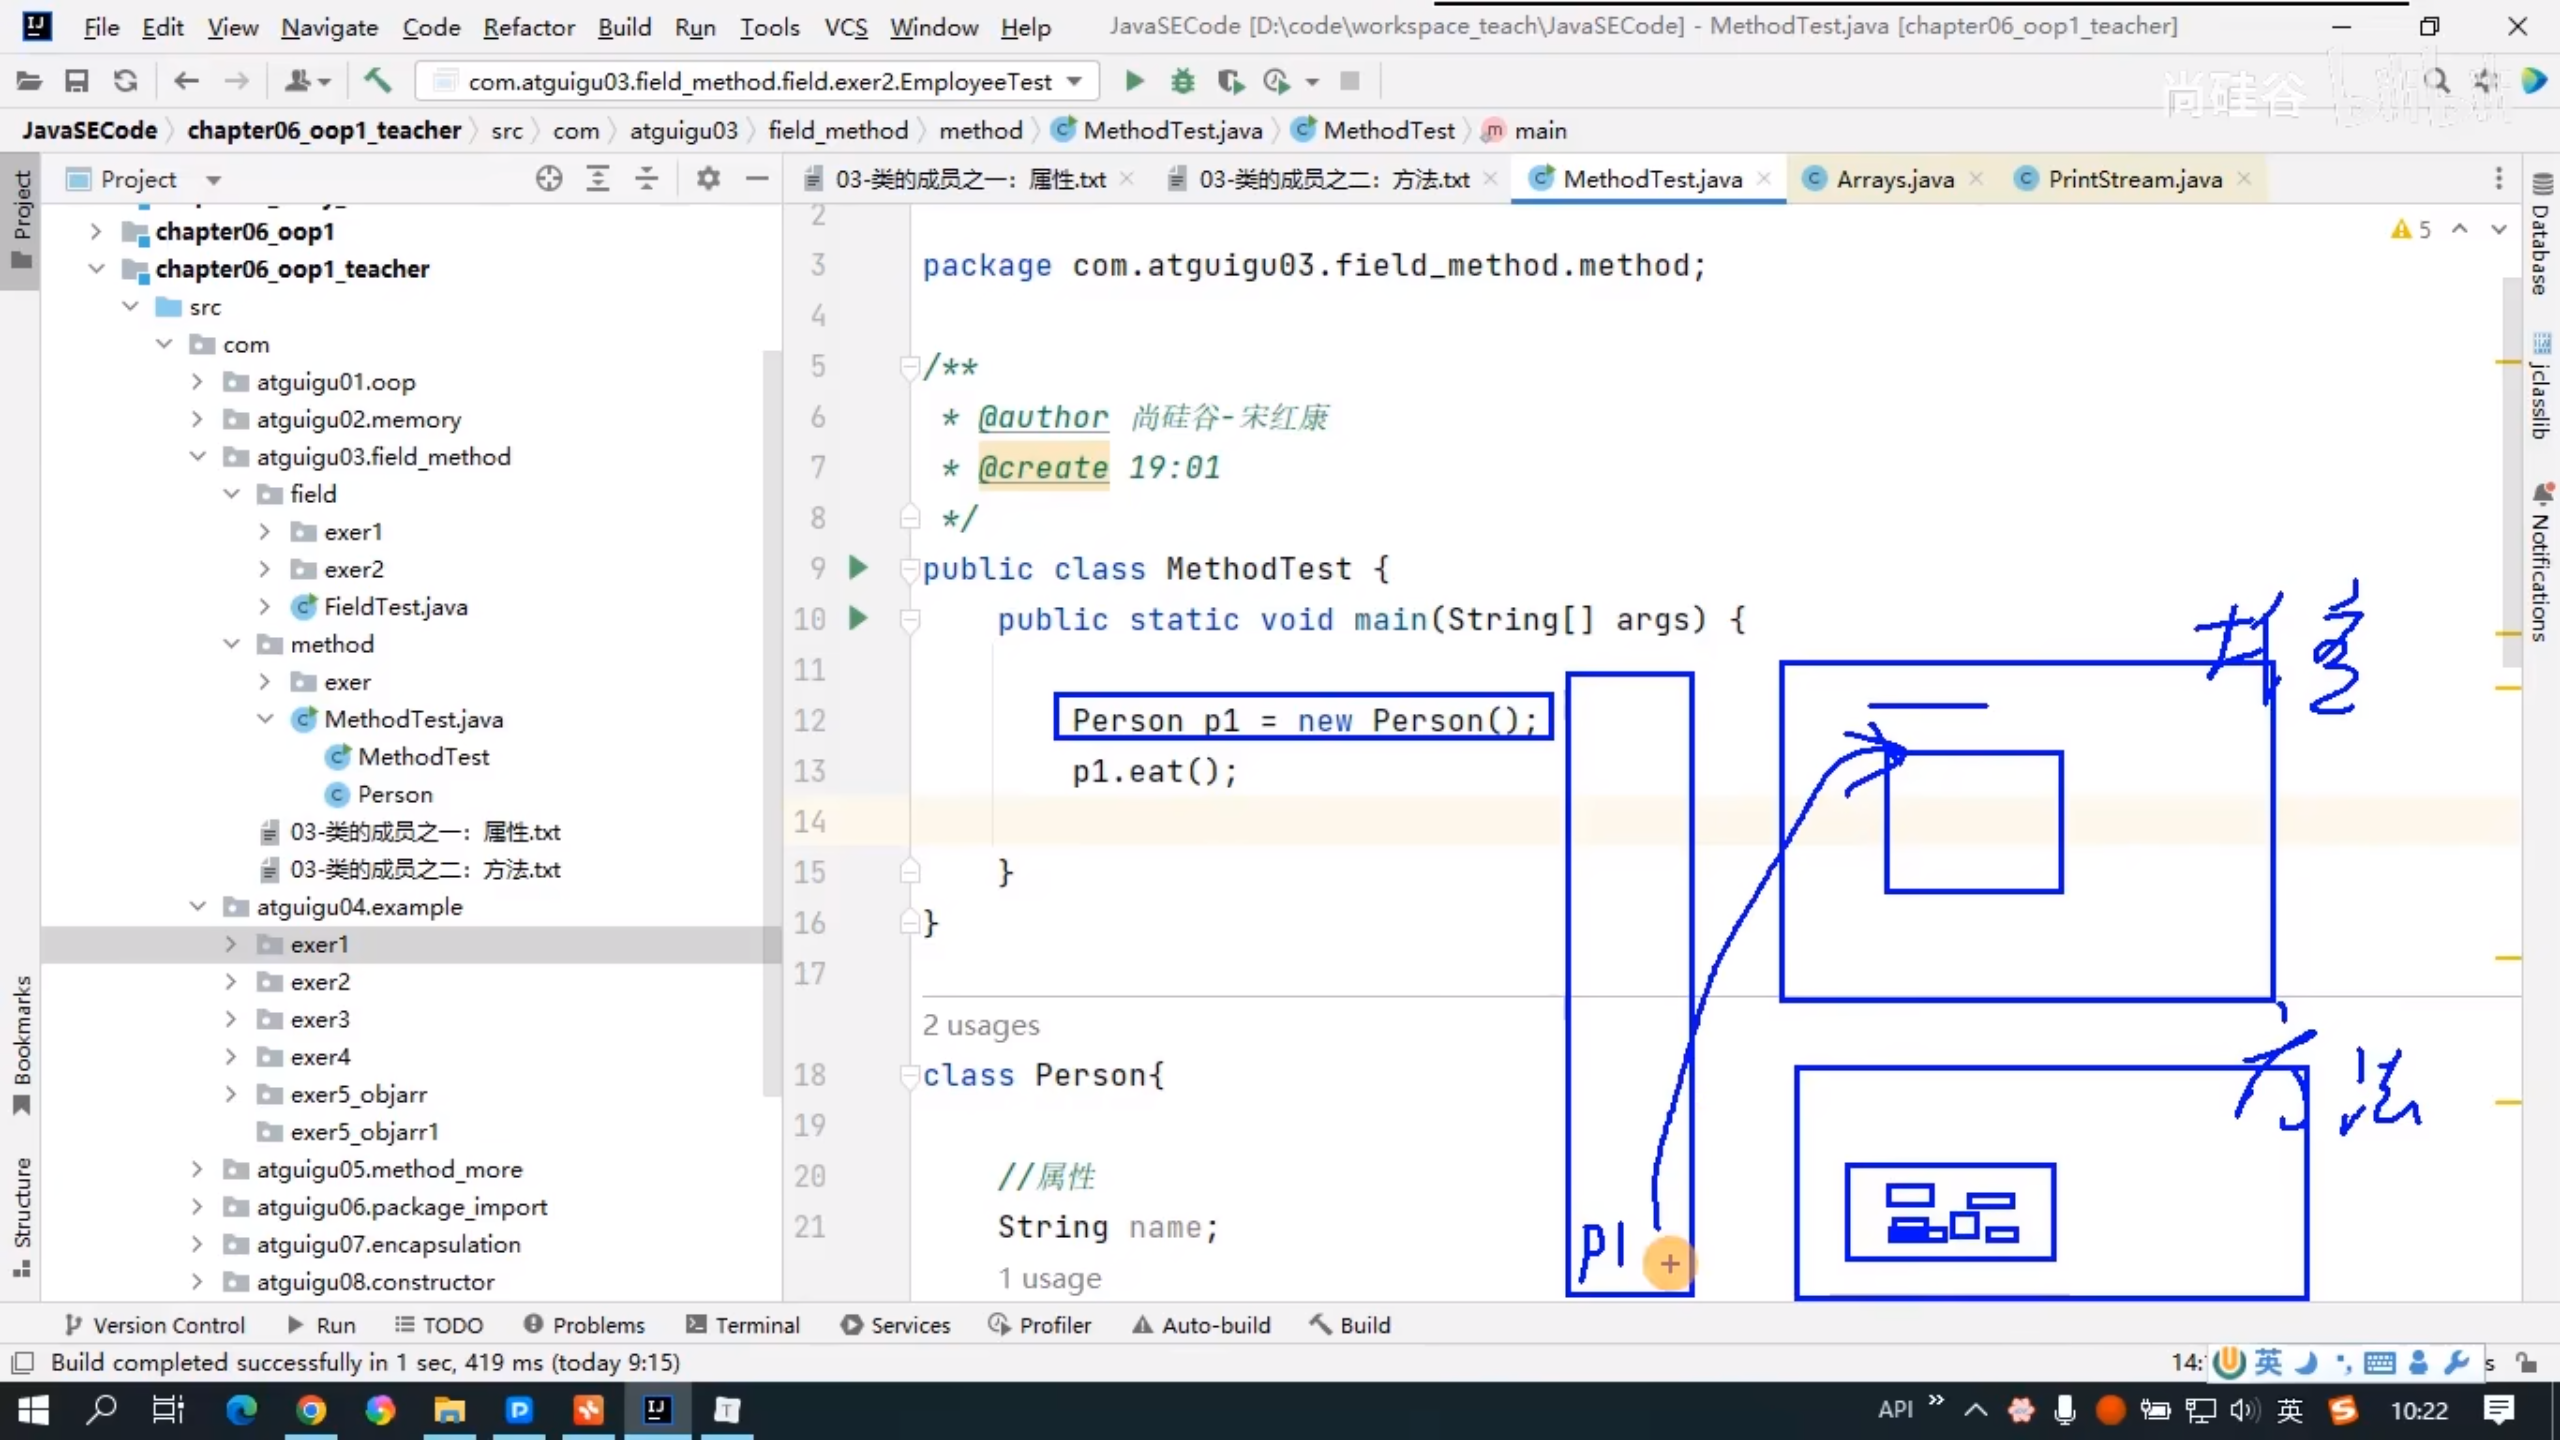 File Edit View Navigate Code Refactor Build Run Tools VCS Window Help JavaSECode [D:\code\workspace_teach\JavaSECode] - MethodTest.java [chapter06_oop1_teacher]
com.atguigu03.field_method.field.exer2.EmployeeTest
尚硅谷
JavaSECode chapter06_oop1_teacher src com atguigu03 field_method method MethodTest.java MethodTest main
Project
03-类的成员之一：属性.txt 03-类的成员之二：方法.txt MethodTest.java Arrays.java PrintStream.java
Project
chapter06_oop1
chapter06_oop1_teacher
src
com
atguigu01.oop
atguigu02.memory
atguigu03.field_method
field
exer1
exer2
FieldTest.java
method
exer
MethodTest.java
MethodTest
Person
03-类的成员之一：属性.txt
03-类的成员之二：方法.txt
atguigu04.example
exer1
exer2
exer3
exer4
exer5_objarr
exer5_objarr1
atguigu05.method_more
atguigu06.package_import
atguigu07.encapsulation
atguigu08.constructor
Bookmarks
Structure
5
2
3 package com.atguigu03.field_method.method;
4
5 /**
6 * @author 尚硅谷-宋红康
7 * @create 19:01
8 */
9 public class MethodTest {
10 public static void main(String[] args) {
11
12 Person p1 = new Person();
13 p1.eat();
14
15 }
16 }
17
2 usages
18 class Person{
19
20 //属性
21 String name;
1 usage
p1
方法
Database
jclasslib
Notifications
Version Control Run TODO Problems Terminal Services Profiler Auto-build Build
Build completed successfully in 1 sec, 419 ms (today 9:15)
14:
英
s
API
英
10:22